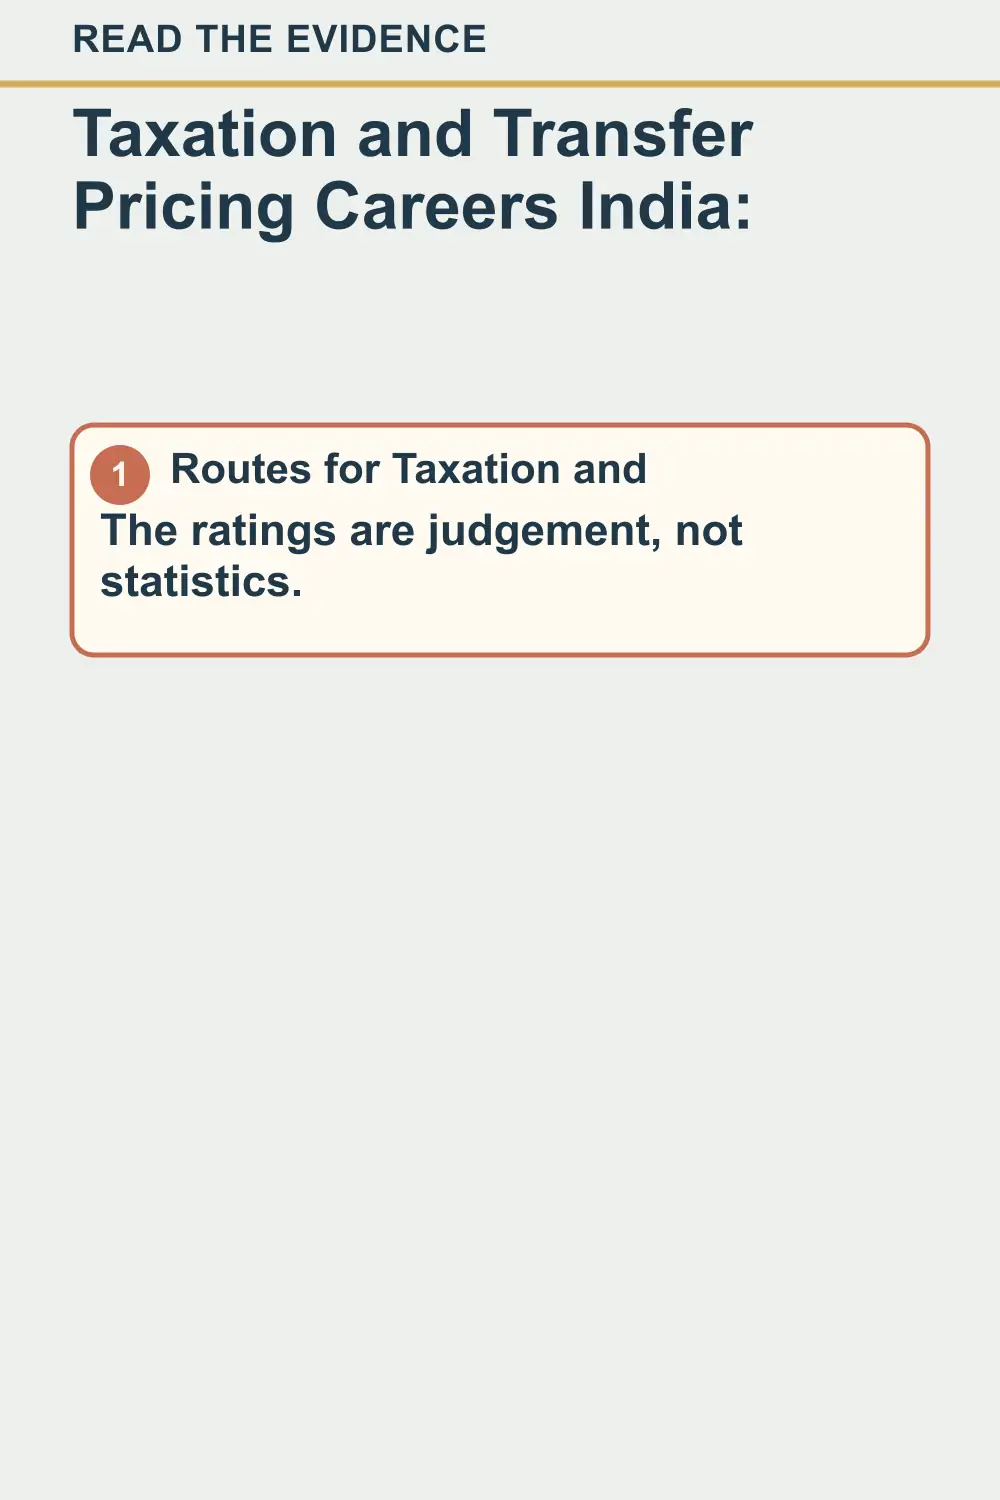 READ THE EVIDENCE
Taxation and Transfer
Pricing Careers India:
1 Routes for Taxation and
The ratings are judgement, not
statistics.